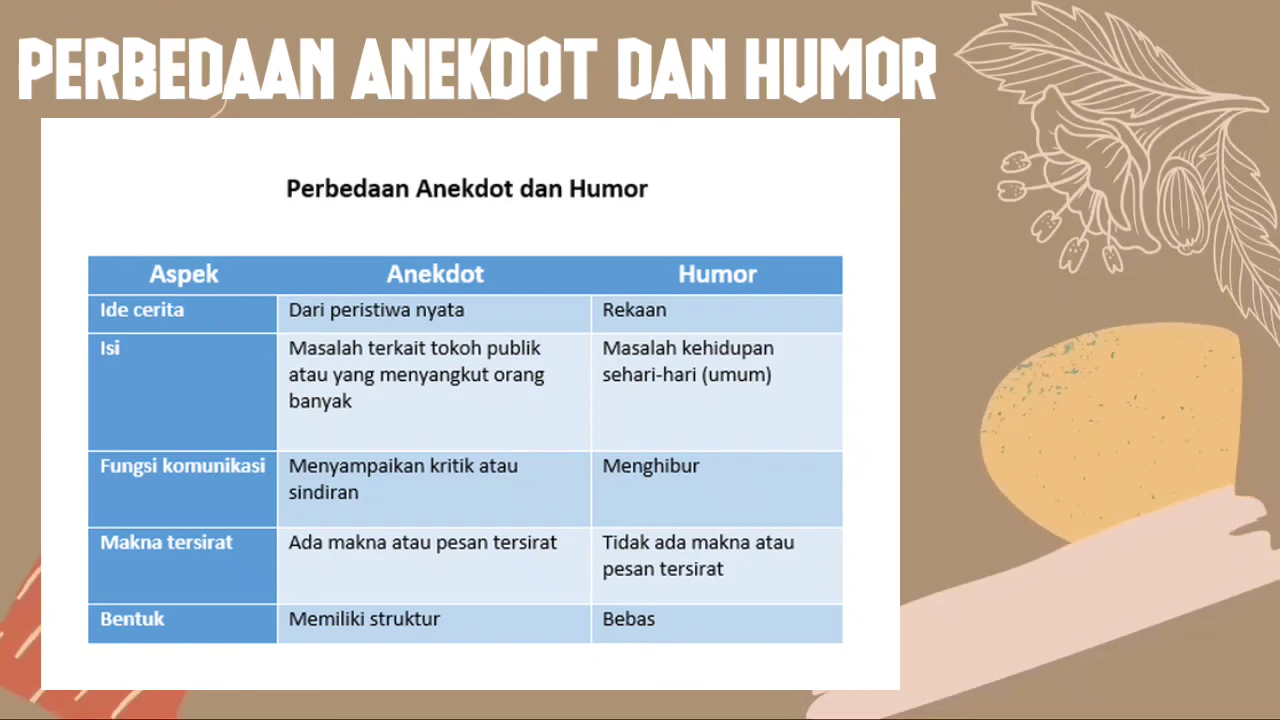 PERBEDAAN ANEKDOT DAN HUMOR
Perbedaan Anekdot dan Humor
Aspek Anekdot Humor
Ide cerita Dari peristiwa nyata Rekaan
Isi Masalah terkait tokoh publik Masalah kehidupan
atau yang menyangkut orang sehari-hari (umum)
banyak
Fungsi komunikasi Menyampaikan kritik atau Menghibur
sindiran
Makna tersirat Ada makna atau pesan tersirat Tidak ada makna atau
pesan tersirat
Bentuk Memiliki struktur Bebas